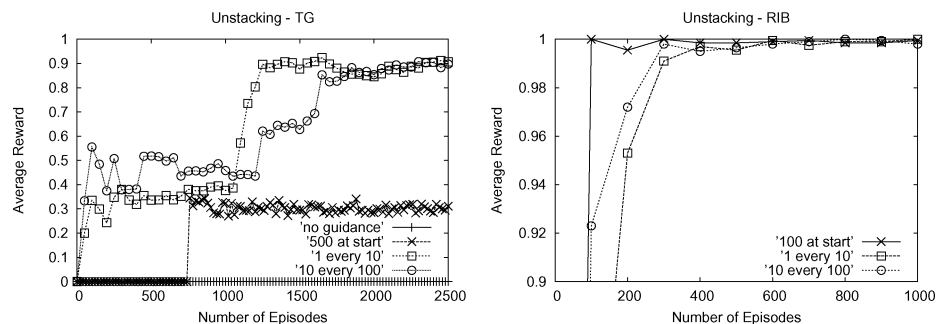 Unstacking - TG
1
0.9
0.8
0.7
0.6
0.5
0.4
0.3
0.2
0.1
0
Average Reward
'no guidance'
'500 at start'
'1 every 10'
'10 every 100'
0 500 1000 1500 2000 2500
Number of Episodes
Unstacking - RIB
1
0.98
0.96
0.94
0.92
0.9
Average Reward
'100 at start'
'10 every 100'
'1 every 10'
0 200 400 600 800 1000
Number of Episodes